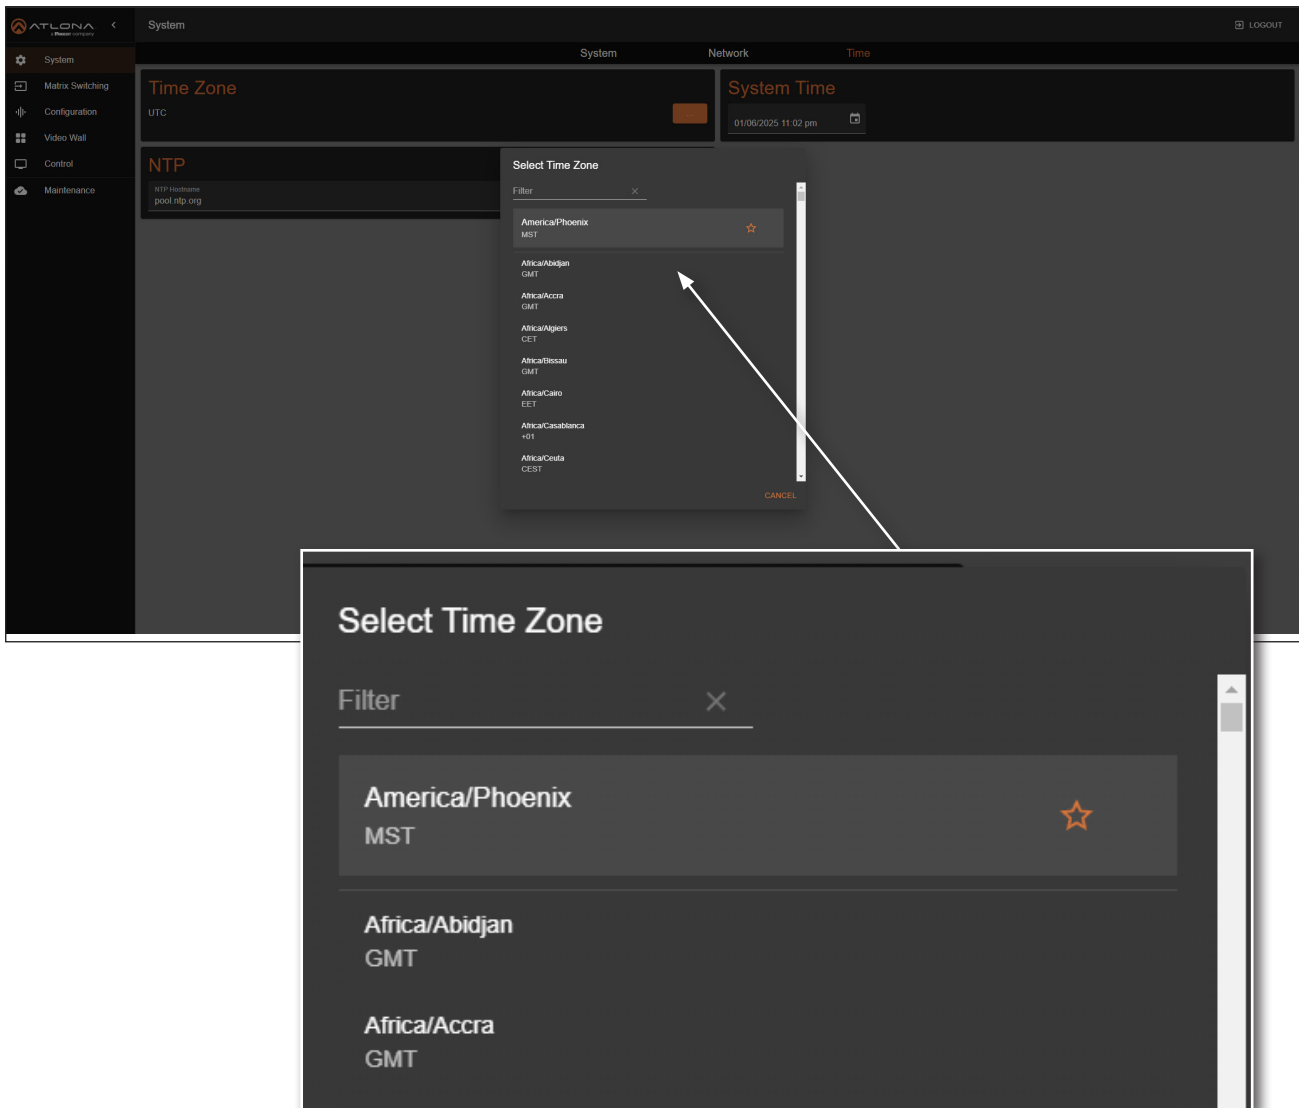 ATLONA
a Panduit company
System
LOGOUT
System
Matrix Switching
Configuration
Video Wall
Control
Maintenance
System
Network
Time
Time Zone
UTC
...
System Time
01/06/2025 11:02 pm
NTP
NTP Hostname
pool.ntp.org
Select Time Zone
Filter
America/Phoenix
MST
Africa/Abidjan
GMT
Africa/Accra
GMT
Africa/Algiers
CET
Africa/Bissau
GMT
Africa/Cairo
EET
Africa/Casablanca
+01
Africa/Ceuta
CEST
CANCEL
Select Time Zone
Filter
America/Phoenix
MST
Africa/Abidjan
GMT
Africa/Accra
GMT